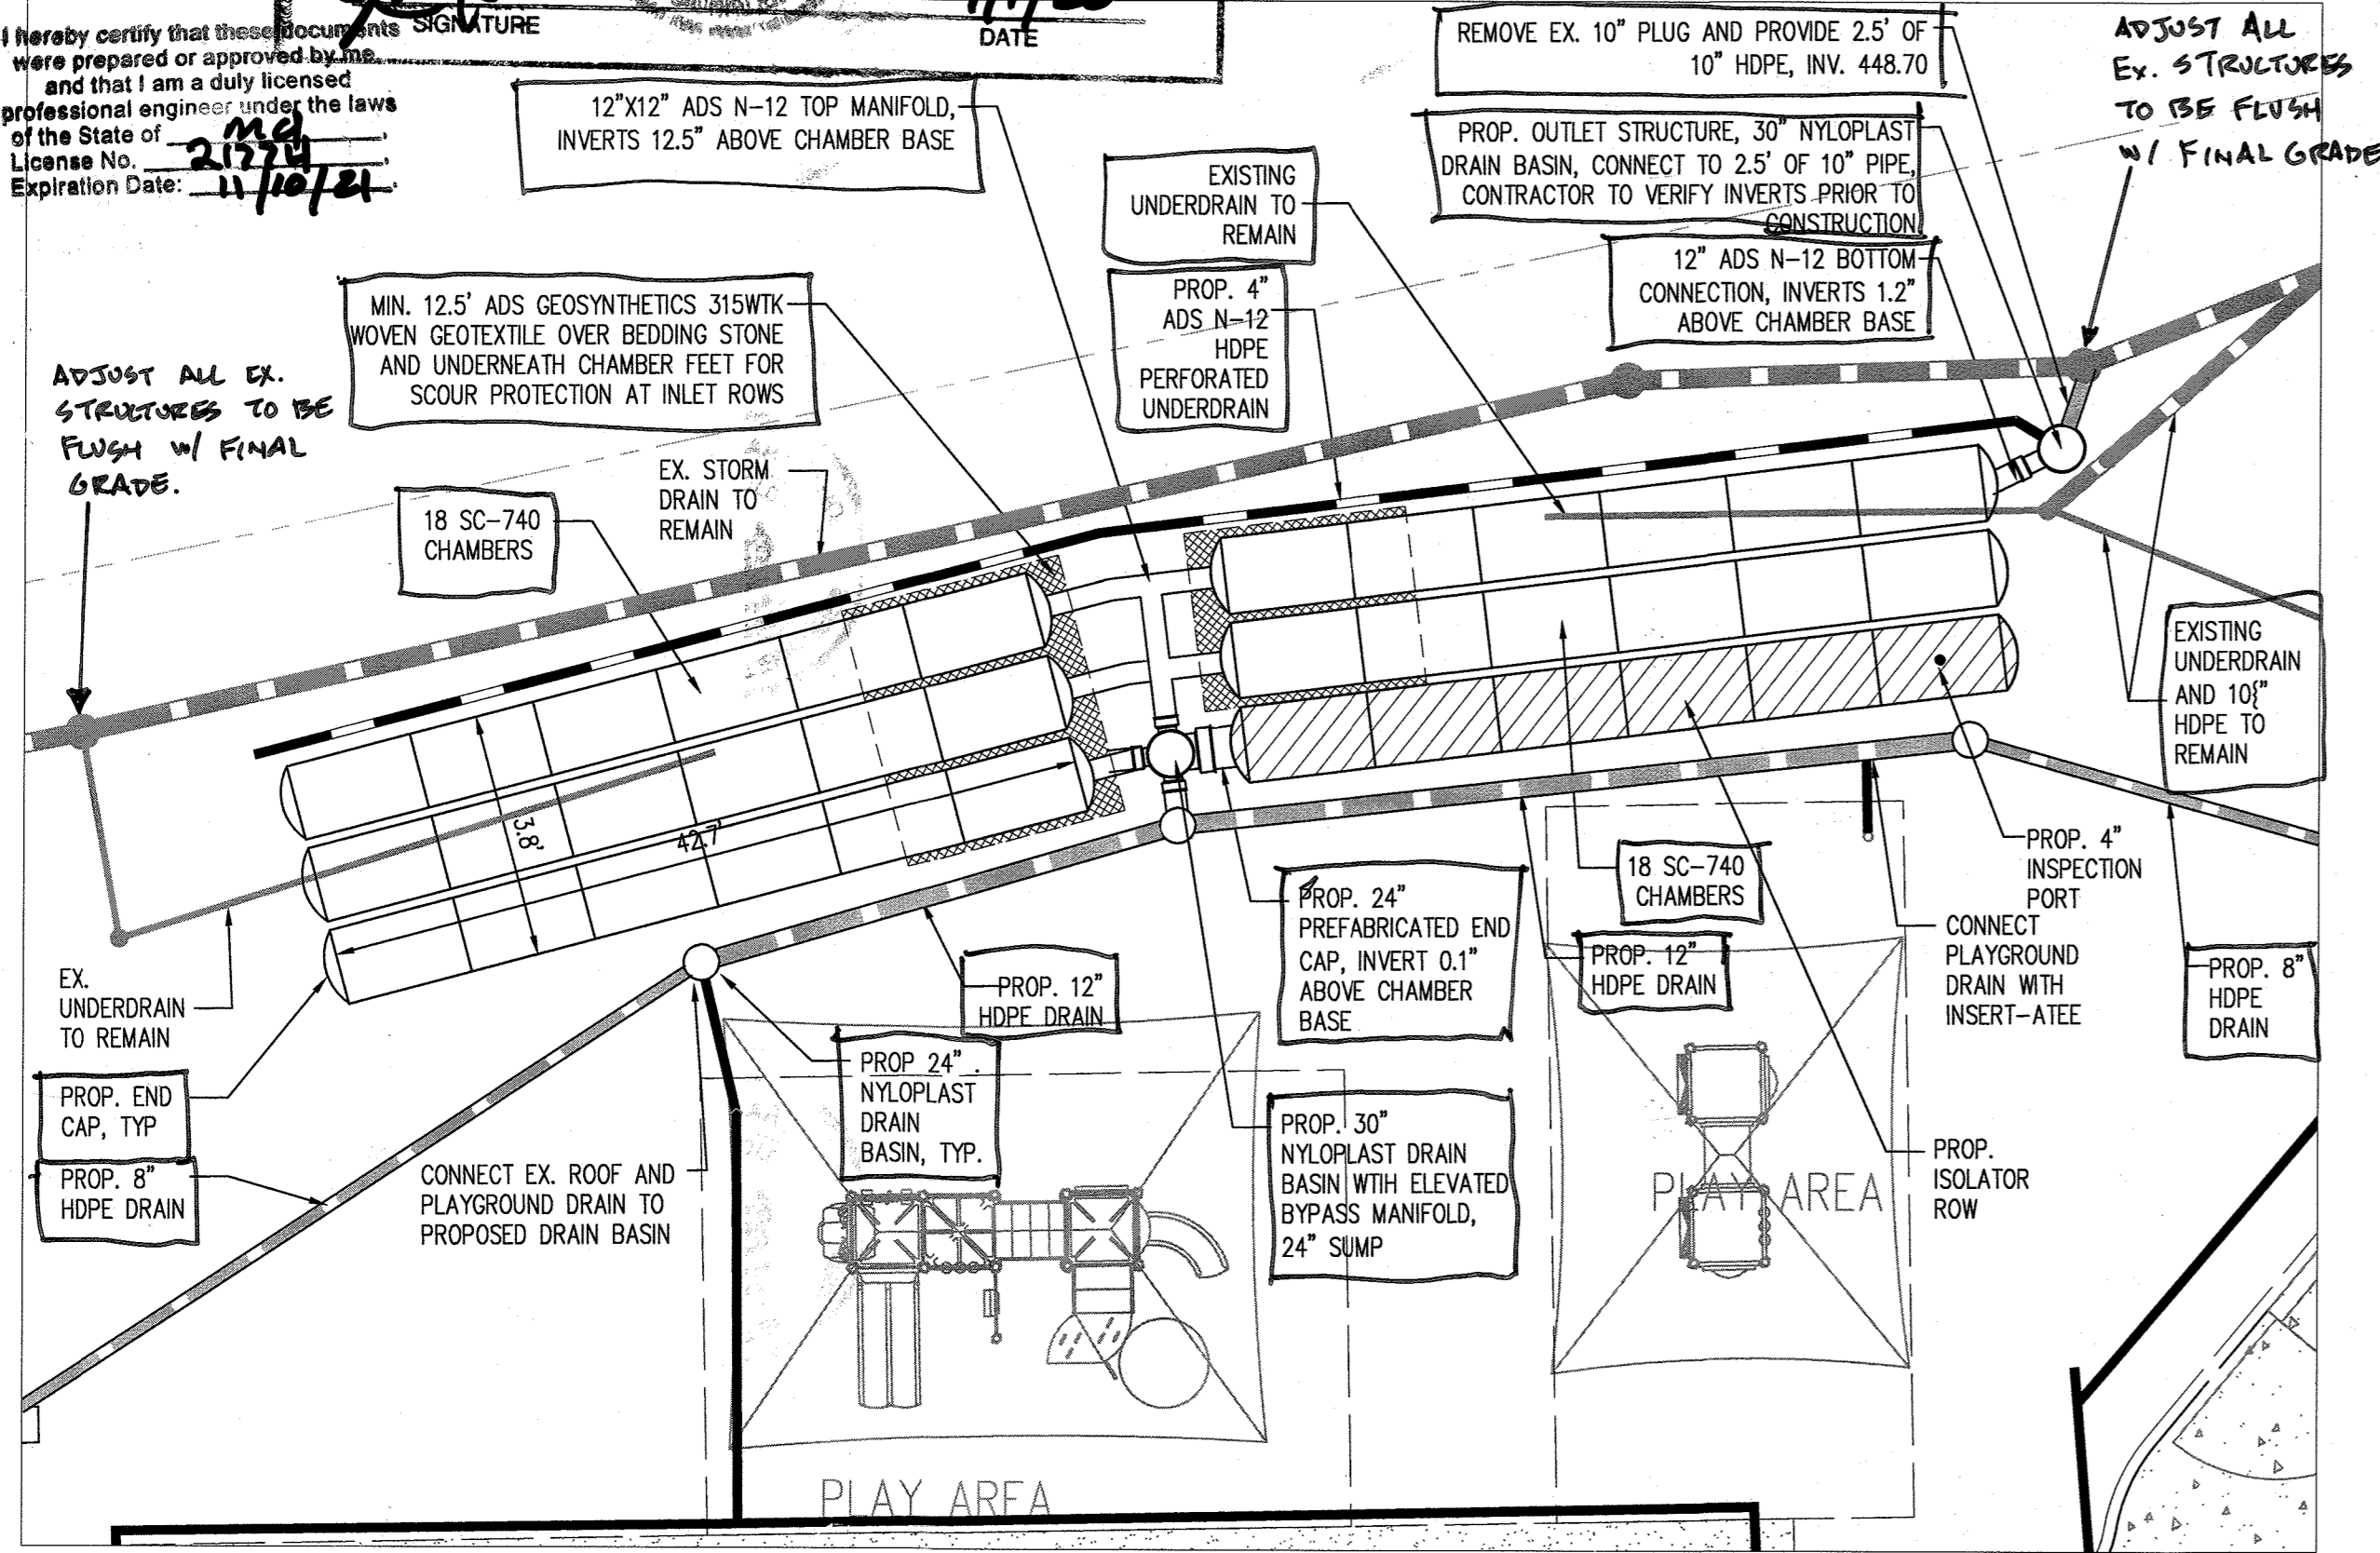 I hereby certify that these documents
were prepared or approved by me,
and that I am a duly licensed
professional engineer under the laws
of the State of Md
License No. 21774
Expiration Date: 11/10/21
SIGNATURE
DATE
12"X12" ADS N-12 TOP MANIFOLD,
INVERTS 12.5" ABOVE CHAMBER BASE
REMOVE EX. 10" PLUG AND PROVIDE 2.5' OF
10" HDPE, INV. 448.70
ADJUST ALL
EX. STRUCTURES
TO BE FLUSH
W/ FINAL GRADE
PROP. OUTLET STRUCTURE, 30" NYLOPLAST
DRAIN BASIN, CONNECT TO 2.5' OF 10" PIPE,
CONTRACTOR TO VERIFY INVERTS PRIOR TO
CONSTRUCTION
EXISTING
UNDERDRAIN TO
REMAIN
12" ADS N-12 BOTTOM
CONNECTION, INVERTS 1.2"
ABOVE CHAMBER BASE
PROP. 4"
ADS N-12
HDPE
PERFORATED
UNDERDRAIN
MIN. 12.5' ADS GEOSYNTHETICS 315WTK
WOVEN GEOTEXTILE OVER BEDDING STONE
AND UNDERNEATH CHAMBER FEET FOR
SCOUR PROTECTION AT INLET ROWS
ADJUST ALL EX.
STRUCTURES TO BE
FLUSH W/ FINAL
GRADE.
EX. STORM
DRAIN TO
REMAIN
18 SC-740
CHAMBERS
3.8'
42.7'
EXISTING
UNDERDRAIN
AND 10}"
HDPE TO
REMAIN
PROP. 4"
INSPECTION
PORT
18 SC-740
CHAMBERS
PROP. 24"
PREFABRICATED END
CAP, INVERT 0.1"
ABOVE CHAMBER
BASE
CONNECT
PLAYGROUND
DRAIN WITH
INSERT-ATEE
PROP. 12"
HDPE DRAIN
PROP. 8"
HDPE
DRAIN
EX.
UNDERDRAIN
TO REMAIN
PROP. 12"
HDPE DRAIN
PROP 24"
NYLOPLAST
DRAIN
BASIN, TYP.
PROP. END
CAP, TYP
PROP. 8"
HDPE DRAIN
CONNECT EX. ROOF AND
PLAYGROUND DRAIN TO
PROPOSED DRAIN BASIN
PROP. 30"
NYLOPLAST DRAIN
BASIN WTIH ELEVATED
BYPASS MANIFOLD,
24" SUMP
PROP.
ISOLATOR
ROW
PLAY AREA
PLAY AREA